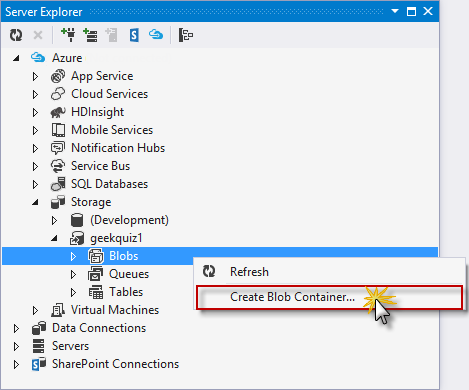 Server Explorer
Azure
App Service
Cloud Services
HDInsight
Mobile Services
Notification Hubs
Service Bus
SQL Databases
Storage
(Development)
geekquiz1
Blobs
Refresh
Queues
Create Blob Container...
Tables
Virtual Machines
Data Connections
Servers
SharePoint Connections